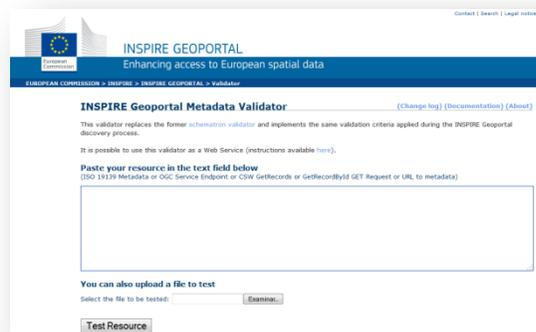 Contact | Search | Legal notice
European
Commission
INSPIRE GEOPORTAL
Enhancing access to European spatial data
EUROPEAN COMMISSION > INSPIRE > INSPIRE GEOPORTAL > Validator
INSPIRE Geoportal Metadata Validator
(Change log) (Documentation) (About)
This validator replaces the former schematron validator and implements the same validation criteria applied during the INSPIRE Geoportal
discovery process.
It is possible to use this validator as a Web Service (instructions available here).
Paste your resource in the text field below
(ISO 19139 Metadata or OGC Service Endpoint or CSW GetRecords or GetRecordById GET Request or URL to metadata)
You can also upload a file to test
Select the file to be tested:
Examinar...
Test Resource